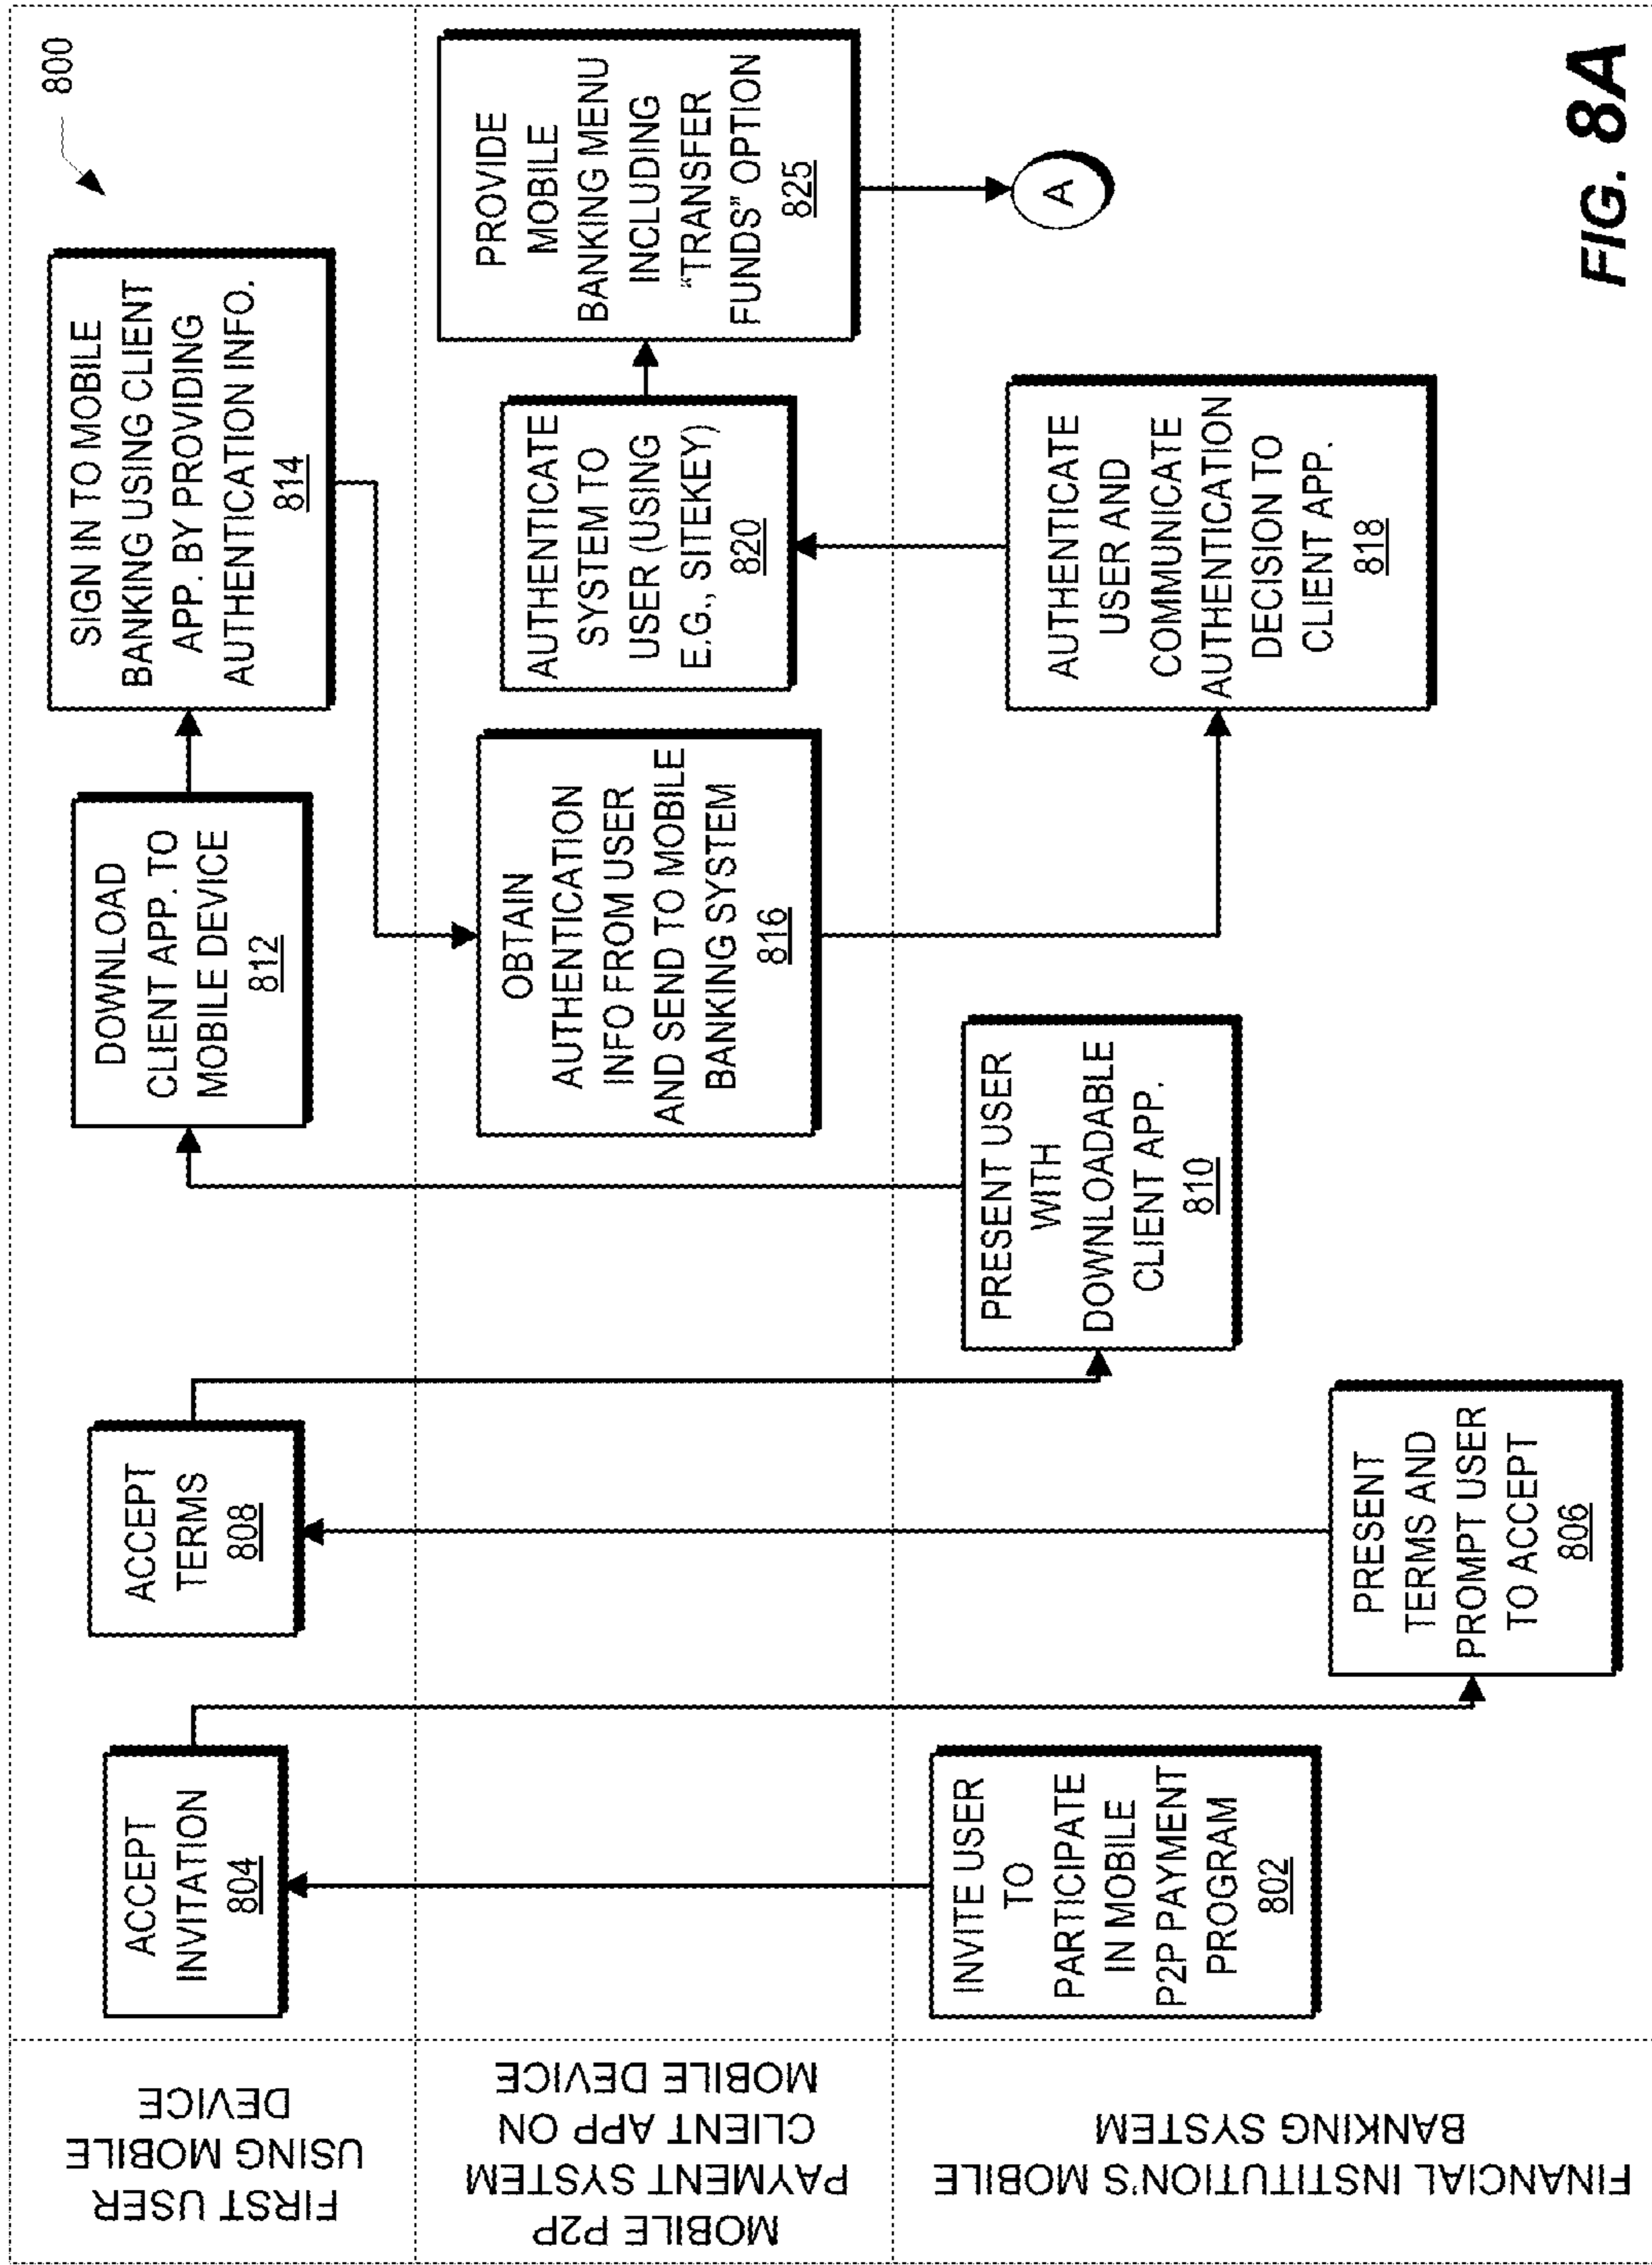 800
FIRST USER
USING MOBILE
DEVICE
ACCEPT
INVITATION
804
ACCEPT
TERMS
808
DOWNLOAD
CLIENT APP. TO
MOBILE DEVICE
812
SIGN IN TO MOBILE
BANKING USING CLIENT
APP. BY PROVIDING
AUTHENTICATION INFO.
814
MOBILE P2P
PAYMENT SYSTEM
CLIENT APP ON
MOBILE DEVICE
OBTAIN
AUTHENTICATION
INFO FROM USER
AND SEND TO MOBILE
BANKING SYSTEM
816
AUTHENTICATE
SYSTEM TO
USER (USING
E.G., SITEKEY)
820
PROVIDE
MOBILE
BANKING MENU
INCLUDING
“TRANSFER
FUNDS” OPTION
825
FINANCIAL INSTITUTION'S MOBILE
BANKING SYSTEM
INVITE USER
TO
PARTICIPATE
IN MOBILE
P2P PAYMENT
PROGRAM
802
PRESENT
TERMS AND
PROMPT USER
TO ACCEPT
806
PRESENT USER
WITH
DOWNLOADABLE
CLIENT APP.
810
AUTHENTICATE
USER AND
COMMUNICATE
AUTHENTICATION
DECISION TO
CLIENT APP.
818
A
FIG. 8A